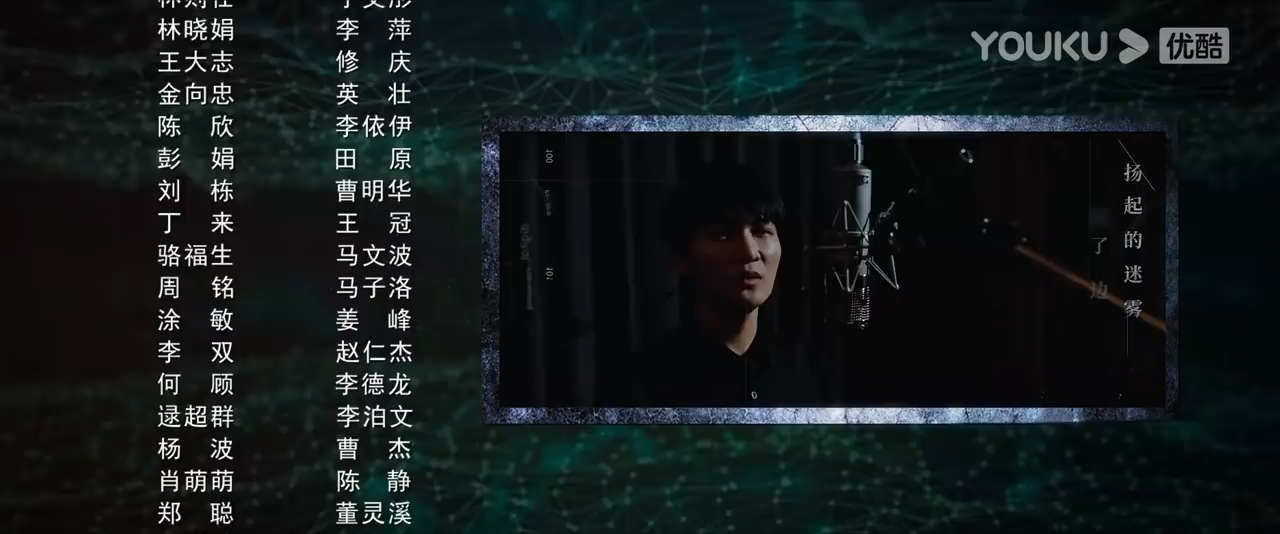 YOUKU 优酷
林晓娟 李萍
王大志 修庆
金向忠 英壮
陈欣 李依伊
彭娟 田原
刘栋 曹明华
丁来 王冠
骆福生 马文波
周铭 马子洛
涂敏 姜峰
李双 赵仁杰
何顾 李德龙
逯超群 李泊文
杨波 曹杰
肖萌萌 陈静
郑聪 董灵溪
扬起的迷雾
了边